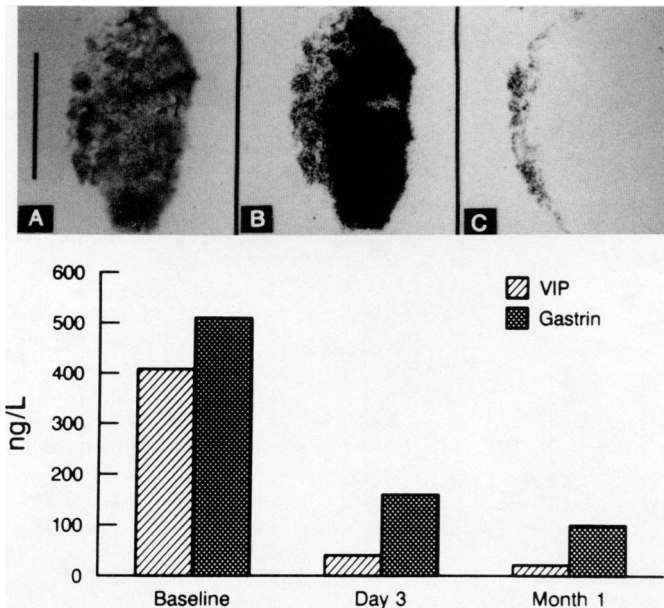 A
B
C
600
500
400
300
200
100
0
ng/L
VIP
Gastrin
Baseline
Day 3
Month 1